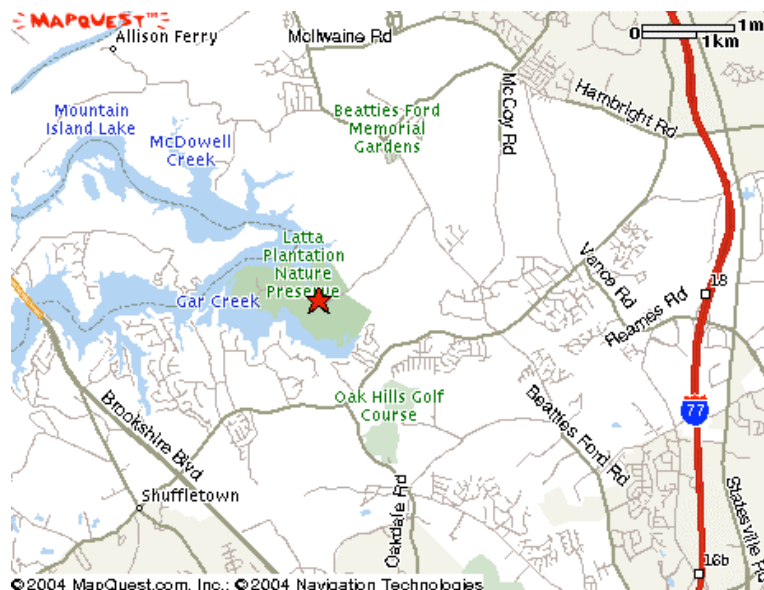 MAPQUEST™
Allison Ferry
McIlwaine Rd
0 1m
1km
Mountain
Island Lake
McDowell
Creek
Beatties Ford
Memorial
Gardens
McCoy Rd
Hambright Rd
Latta
Plantation
Nature
Preserve
Gar Creek
Vance Rd
18
Reames Rd
Oak Hills Golf
Course
77
Brookshire Blvd
Beatties Ford Rd
Shuffletown
Oakdale Rd
Statesville Rd
16b
©2004 MapQuest.com, Inc.; ©2004 Navigation Technologies